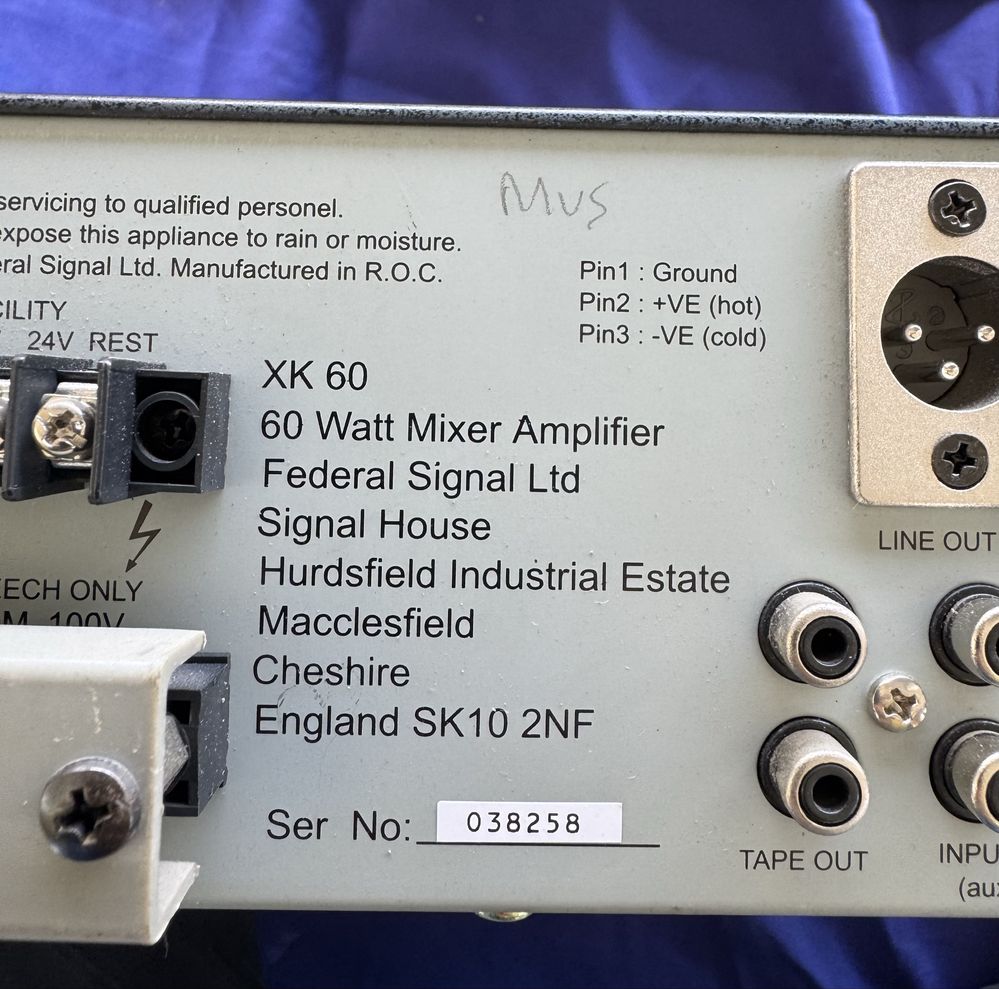 servicing to qualified personel.
expose this appliance to rain or moisture.
eral Signal Ltd. Manufactured in R.O.C.
Mus
Pin1 : Ground
Pin2 : +VE (hot)
Pin3 : -VE (cold)
CILITY
24V REST
XK 60
60 Watt Mixer Amplifier
Federal Signal Ltd
Signal House
Hurdsfield Industrial Estate
Macclesfield
Cheshire
England SK10 2NF
LINE OUT
EECH ONLY
M 100V
Ser No: 038258
TAPE OUT
INPU
(aux